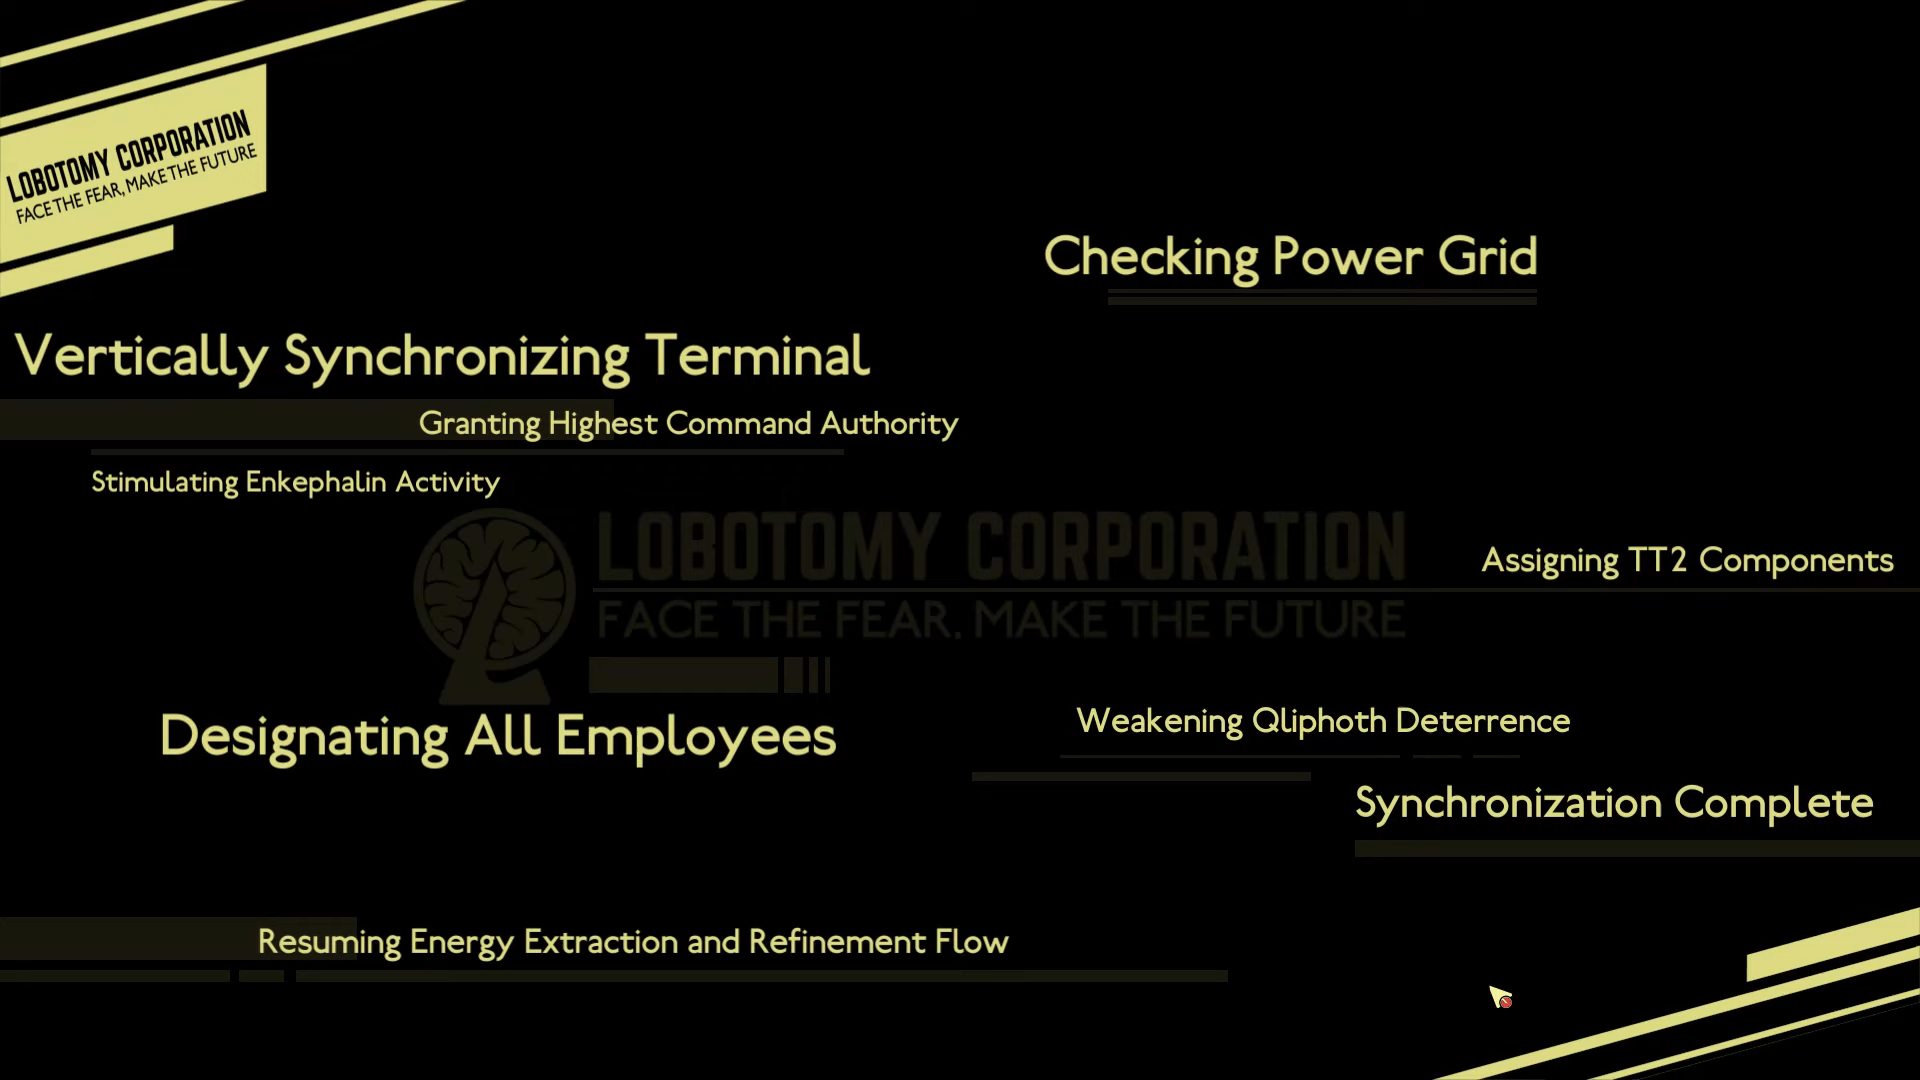 LOBOTOMY CORPORATION
FACE THE FEAR, MAKE THE FUTURE
Checking Power Grid
Vertically Synchronizing Terminal
Granting Highest Command Authority
Stimulating Enkephalin Activity
LOBOTOMY CORPORATION
FACE THE FEAR, MAKE THE FUTURE
Assigning TT2 Components
Designating All Employees
Weakening Qliphoth Deterrence
Synchronization Complete
Resuming Energy Extraction and Refinement Flow